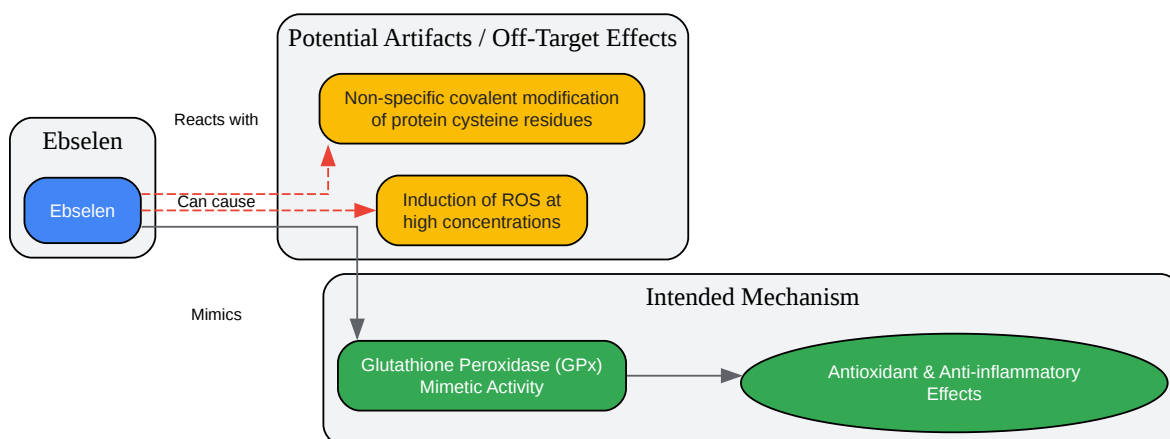 Potential Artifacts / Off-Target Effects
Non-specific covalent modification
of protein cysteine residues
Reacts with
Ebselen
Ebselen
Can cause
Induction of ROS at
high concentrations
Intended Mechanism
Mimics
Glutathione Peroxidase (GPx)
Mimetic Activity
Antioxidant & Anti-inflammatory
Effects